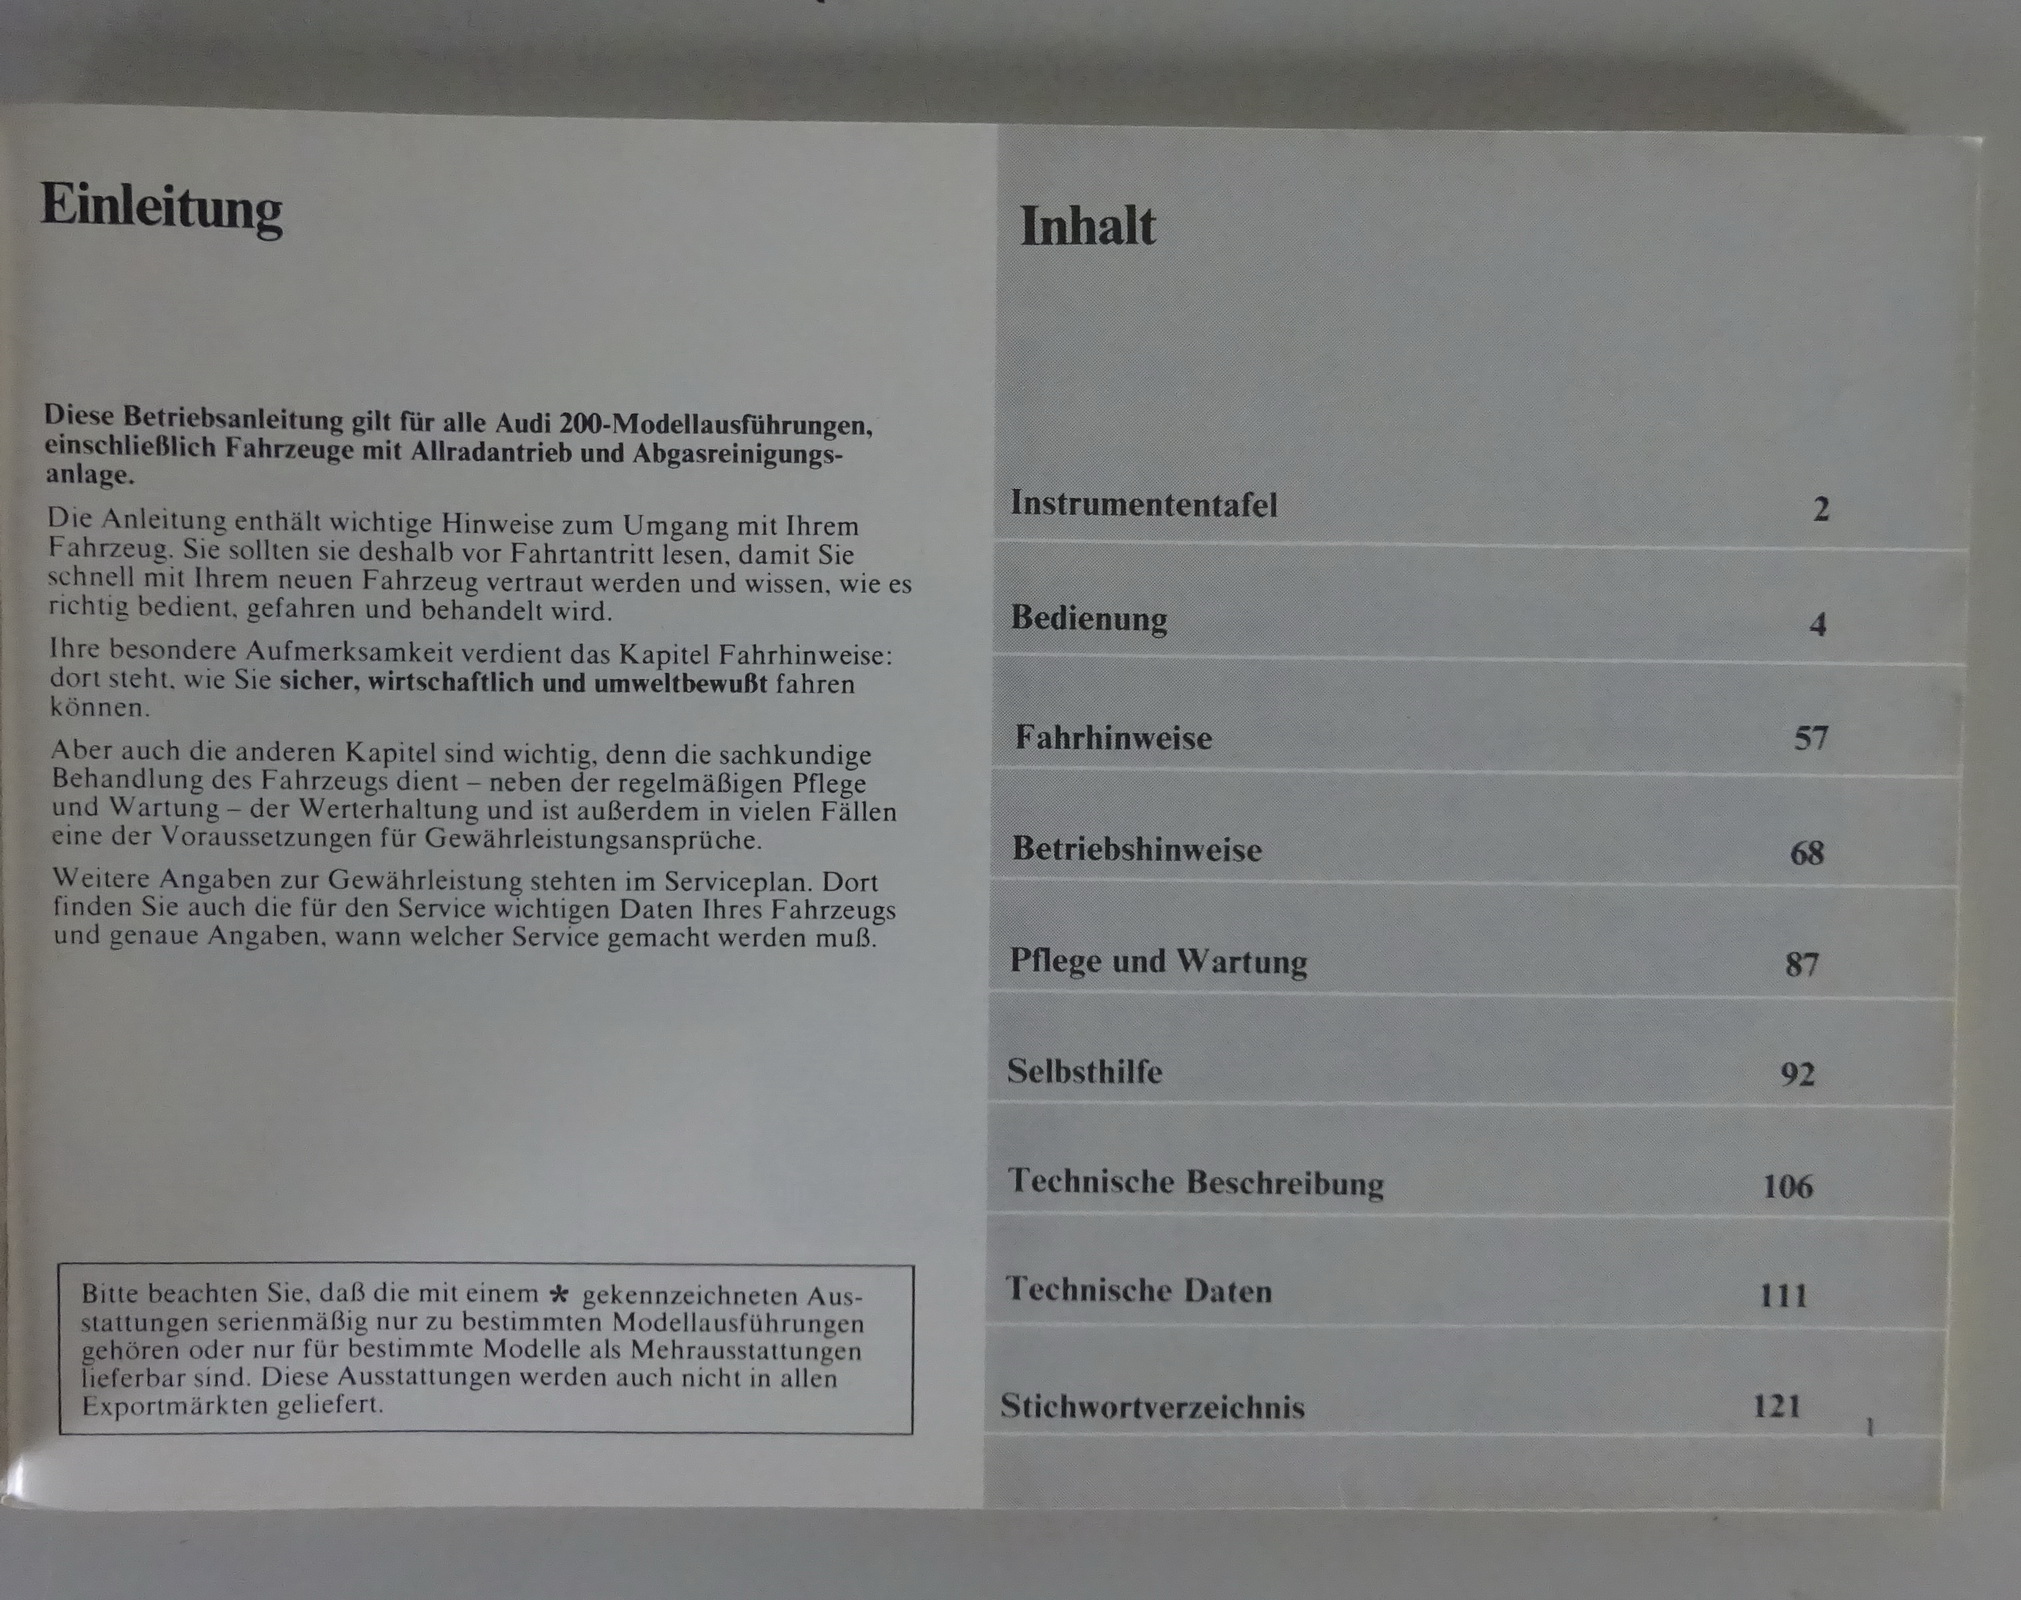 Einleitung
Diese Betriebsanleitung gilt für alle Audi 200-Modellausführungen,
einschließlich Fahrzeuge mit Allradantrieb und Abgasreinigungs-
anlage.
Die Anleitung enthält wichtige Hinweise zum Umgang mit Ihrem
Fahrzeug. Sie sollten sie deshalb vor Fahrtantritt lesen, damit Sie
schnell mit Ihrem neuen Fahrzeug vertraut werden und wissen, wie es
richtig bedient, gefahren und behandelt wird.
Ihre besondere Aufmerksamkeit verdient das Kapitel Fahrhinweise:
dort steht, wie Sie sicher, wirtschaftlich und umweltbewußt fahren
können.
Aber auch die anderen Kapitel sind wichtig, denn die sachkundige
Behandlung des Fahrzeugs dient – neben der regelmäßigen Pflege
und Wartung – der Werterhaltung und ist außerdem in vielen Fällen
eine der Voraussetzungen für Gewährleistungsansprüche.
Weitere Angaben zur Gewährleistung stehten im Serviceplan. Dort
finden Sie auch die für den Service wichtigen Daten Ihres Fahrzeugs
und genaue Angaben, wann welcher Service gemacht werden muß.
Bitte beachten Sie, daß die mit einem * gekennzeichneten Aus-
stattungen serienmäßig nur zu bestimmten Modellausführungen
gehören oder nur für bestimmte Modelle als Mehrausstattungen
lieferbar sind. Diese Ausstattungen werden auch nicht in allen
Exportmärkten geliefert.
Inhalt
Instrumententafel 2
Bedienung 4
Fahrhinweise 57
Betriebshinweise 68
Pflege und Wartung 87
Selbsthilfe 92
Technische Beschreibung 106
Technische Daten 111
Stichwortverzeichnis 121
1